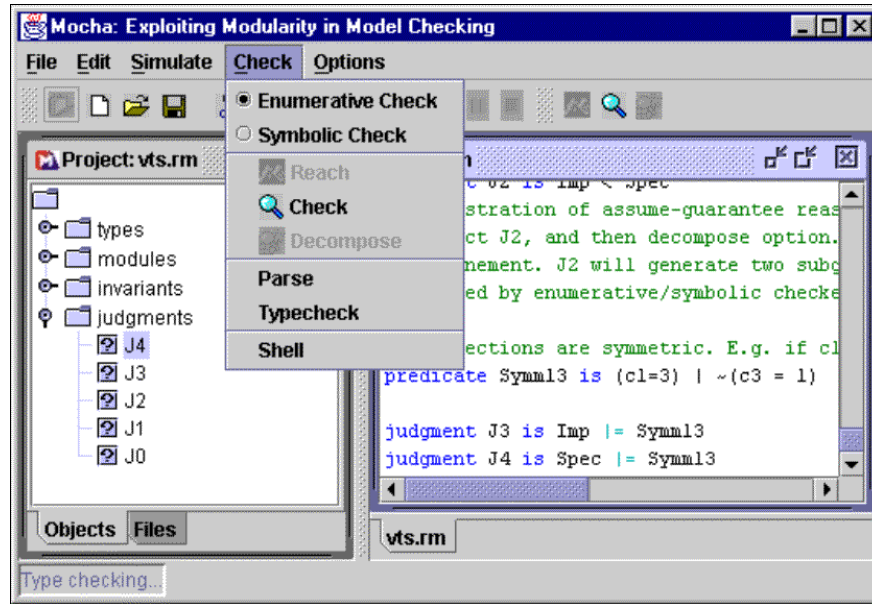 Mocha: Exploiting Modularity in Model Checking
File Edit Simulate Check Options
Enumerative Check
Symbolic Check
Reach
Check
Decompose
Parse
Typecheck
Shell
Project: vts.rm
types
modules
invariants
judgments
J4
J3
J2
J1
J0
Objects Files
J2 is Imp < Spec
stration of assume-guarantee reas
ct J2, and then decompose option.
nement. J2 will generate two subg
ed by enumerative/symbolic checke
ections are symmetric. E.g. if cl
predicate Symm13 is (c1=3) | ~(c3 = 1)
judgment J3 is Imp |= Symm13
judgment J4 is Spec |= Symm13
vts.rm
Type checking...